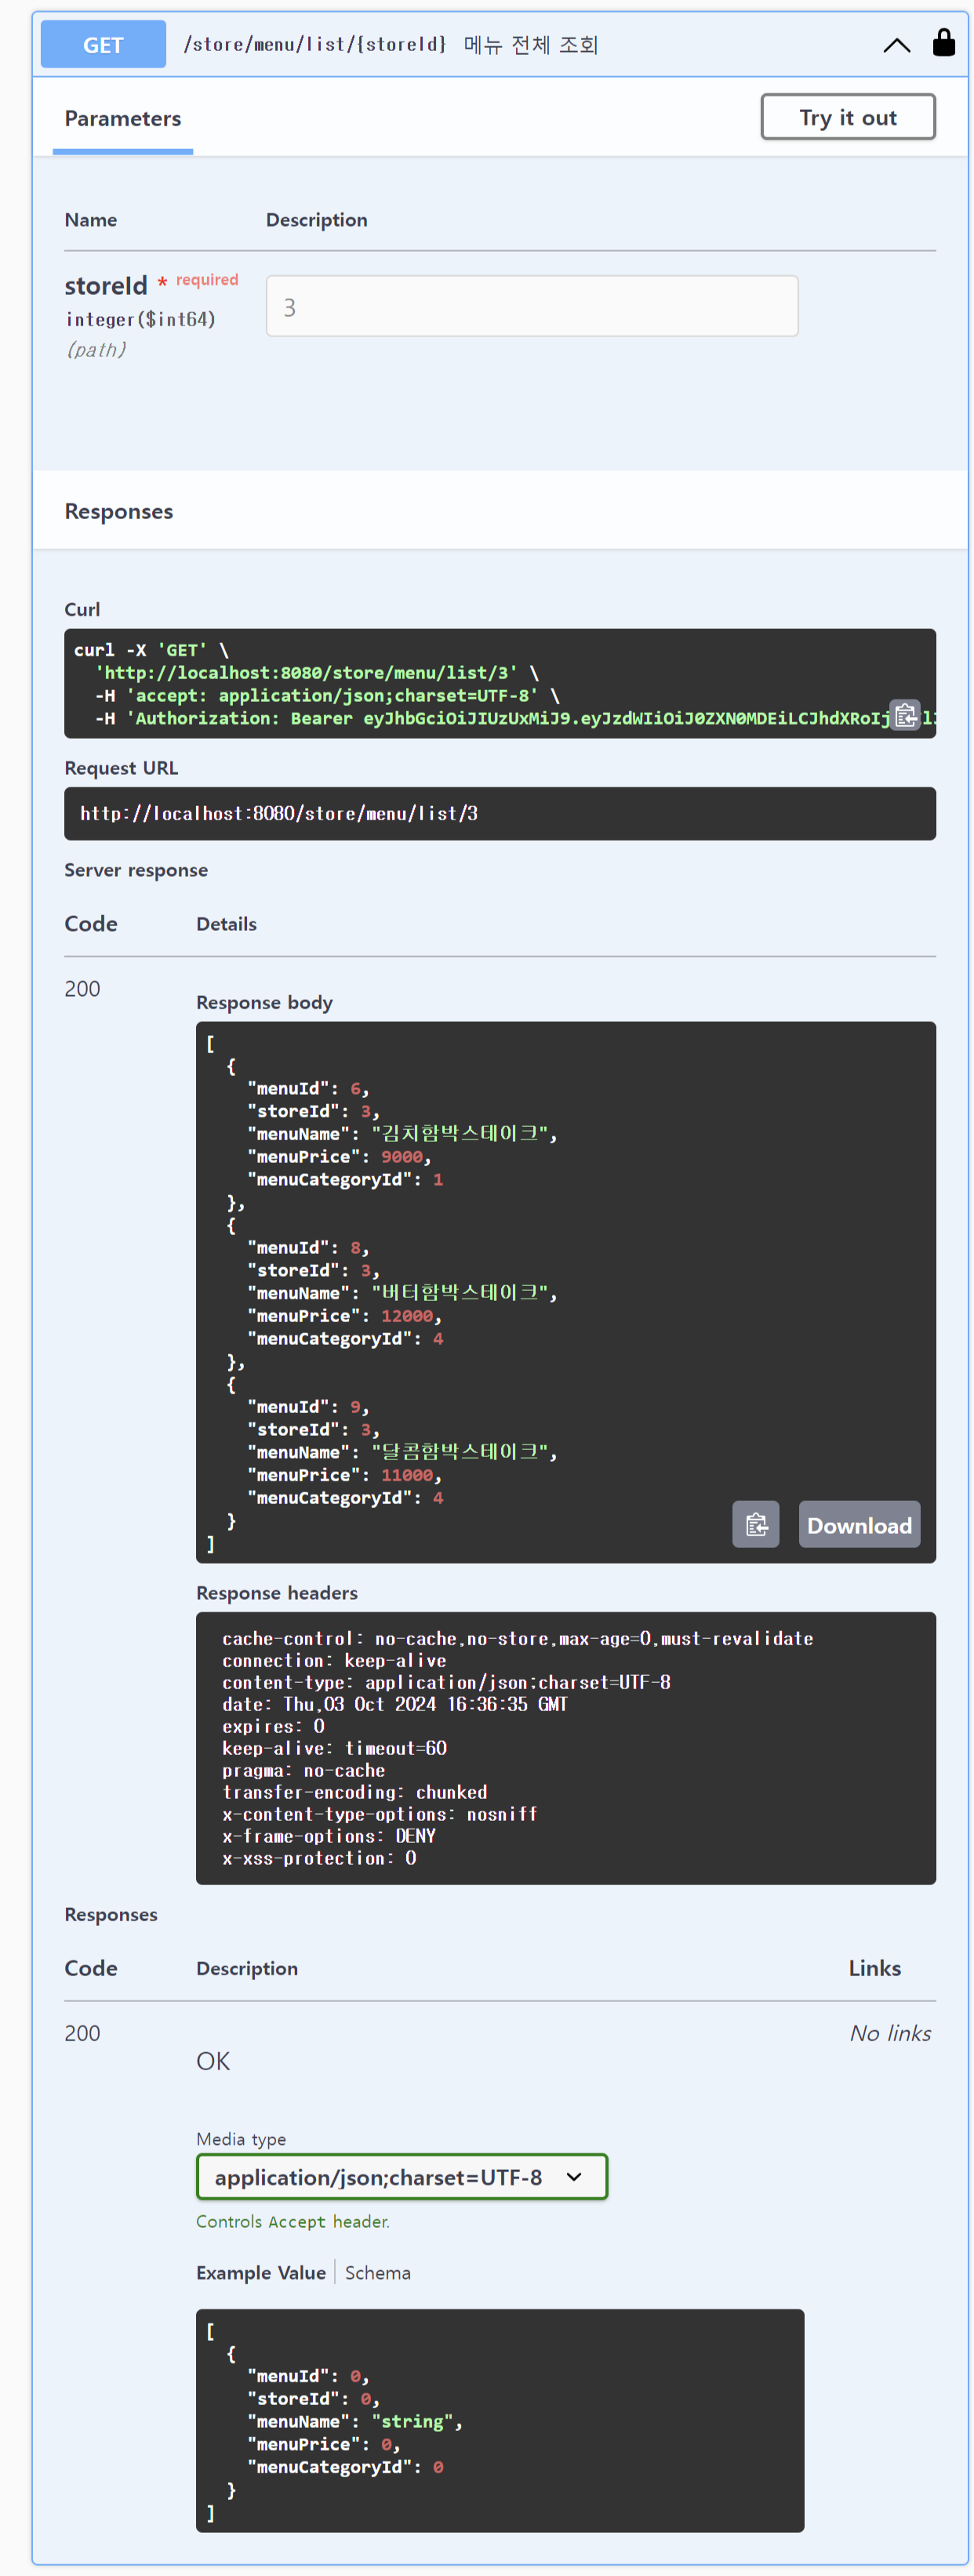 GET /store/menu/list/{storeId} 메뉴 전체 조회
Parameters
Try it out
Name Description
storeId * required
integer($int64)
(path)
3
Responses
Curl
curl -X 'GET' \
'http://localhost:8080/store/menu/list/3' \
-H 'accept: application/json;charset=UTF-8' \
-H 'Authorization: Bearer eyJhbGciOiJIUzUxMiJ9.eyJzdWIiOiJ0ZXN0MDEiLCJhdXRoIj
Request URL
http://localhost:8080/store/menu/list/3
Server response
Code Details
200
Response body
[
{
"menuId": 6,
"storeId": 3,
"menuName": "김치함박스테이크",
"menuPrice": 9000,
"menuCategoryId": 1
},
{
"menuId": 8,
"storeId": 3,
"menuName": "버터함박스테이크",
"menuPrice": 12000,
"menuCategoryId": 4
},
{
"menuId": 9,
"storeId": 3,
"menuName": "달콤함박스테이크",
"menuPrice": 11000,
"menuCategoryId": 4
}
]
Download
Response headers
cache-control: no-cache,no-store,max-age=0,must-revalidate
connection: keep-alive
content-type: application/json;charset=UTF-8
date: Thu,03 Oct 2024 16:36:35 GMT
expires: 0
keep-alive: timeout=60
pragma: no-cache
transfer-encoding: chunked
x-content-type-options: nosniff
x-frame-options: DENY
x-xss-protection: 0
Responses
Code Description Links
200 No links
OK
Media type
application/json;charset=UTF-8
Controls Accept header.
Example Value Schema
[
{
"menuId": 0,
"storeId": 0,
"menuName": "string",
"menuPrice": 0,
"menuCategoryId": 0
}
]